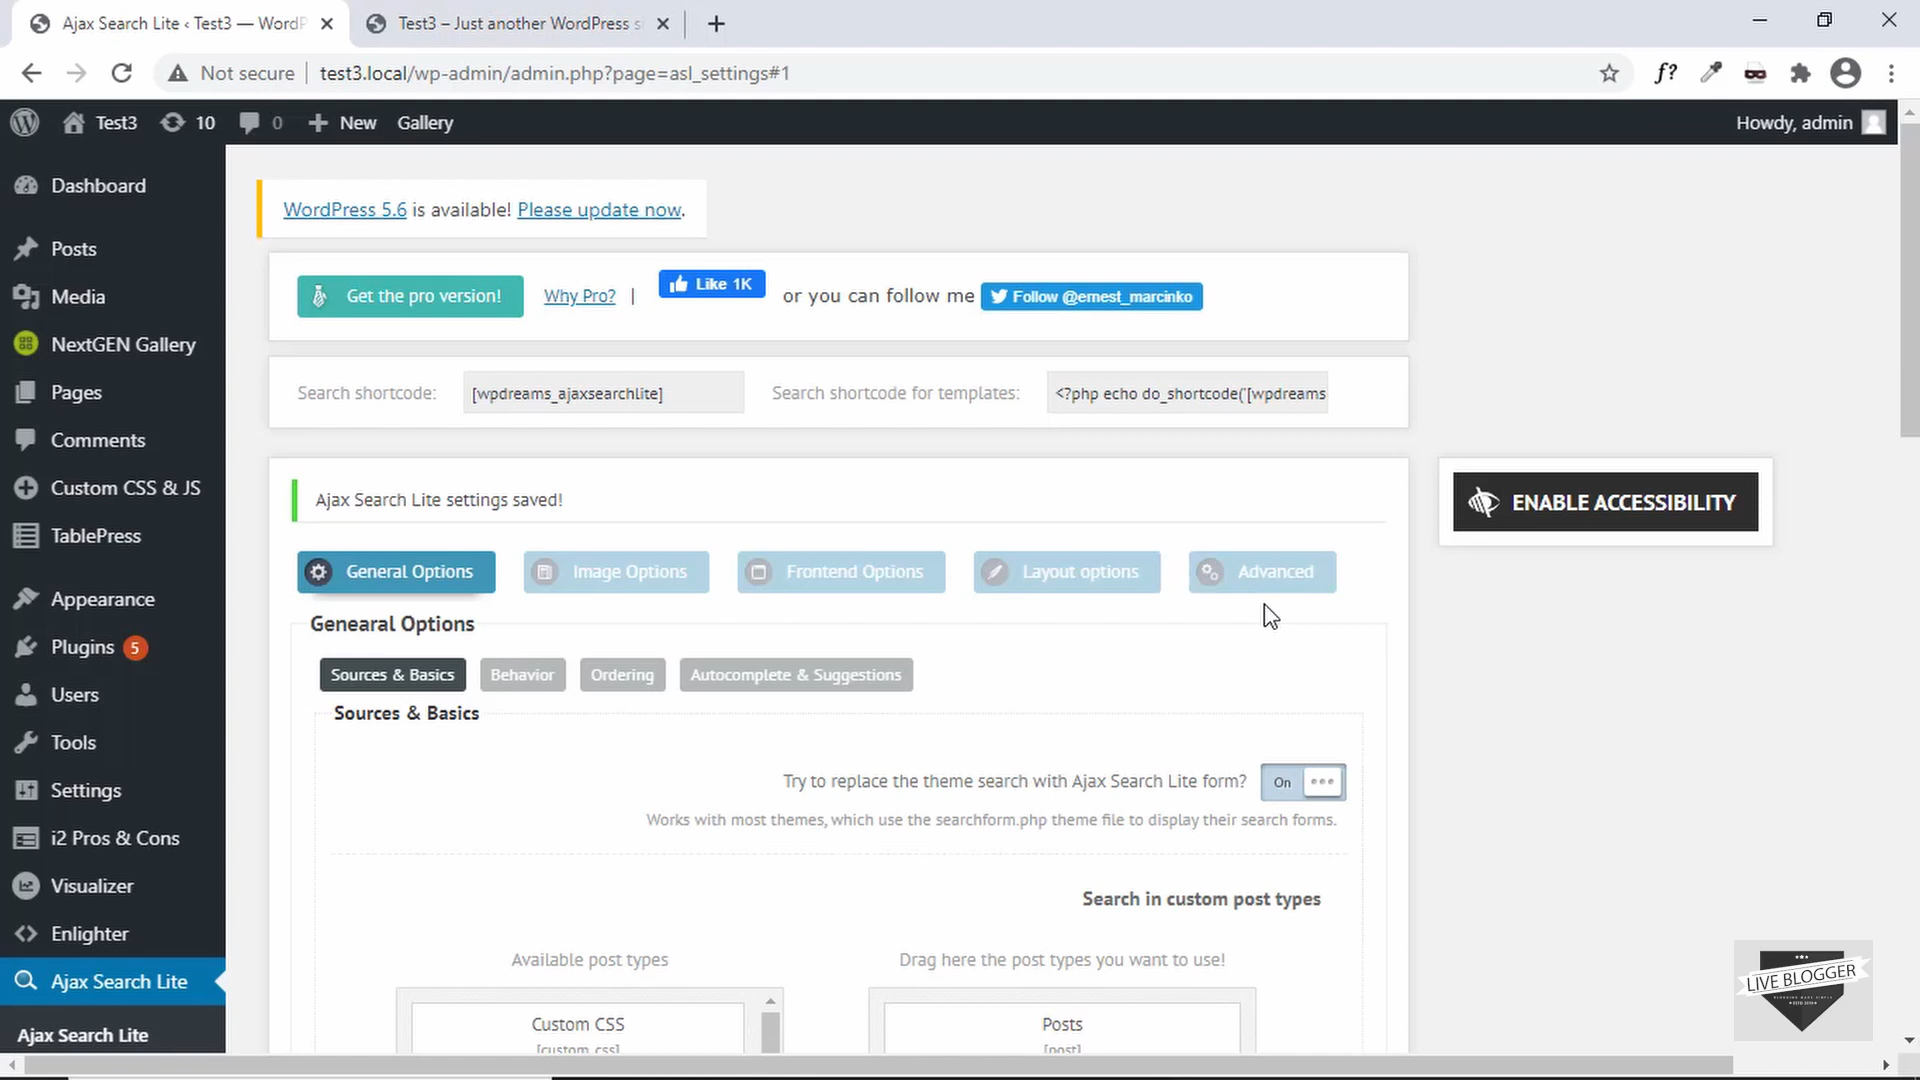 Ajax Search Lite ‹ Test3 — WordP
Test3 – Just another WordPress s
Not secure
test3.local/wp-admin/admin.php?page=asl_settings#1
f?
Test3
10
0
New
Gallery
Howdy, admin
Dashboard
Posts
Media
NextGEN Gallery
Pages
Comments
Custom CSS & JS
TablePress
Appearance
Plugins 5
Users
Tools
Settings
i2 Pros & Cons
Visualizer
Enlighter
Ajax Search Lite
Ajax Search Lite
WordPress 5.6 is available! Please update now.
Get the pro version!
Why Pro? |
Like 1K
or you can follow me
Follow @ernest_marcinko
Search shortcode:
[wpdreams_ajaxsearchlite]
Search shortcode for templates:
<?php echo do_shortcode('[wpdreams
Ajax Search Lite settings saved!
ENABLE ACCESSIBILITY
General Options
Image Options
Frontend Options
Layout options
Advanced
Genearal Options
Sources & Basics
Behavior
Ordering
Autocomplete & Suggestions
Sources & Basics
Try to replace the theme search with Ajax Search Lite form?
On
Works with most themes, which use the searchform.php theme file to display their search forms.
Search in custom post types
Available post types
Drag here the post types you want to use!
Custom CSS
[custom_css]
Posts
[post]
LIVE BLOGGER